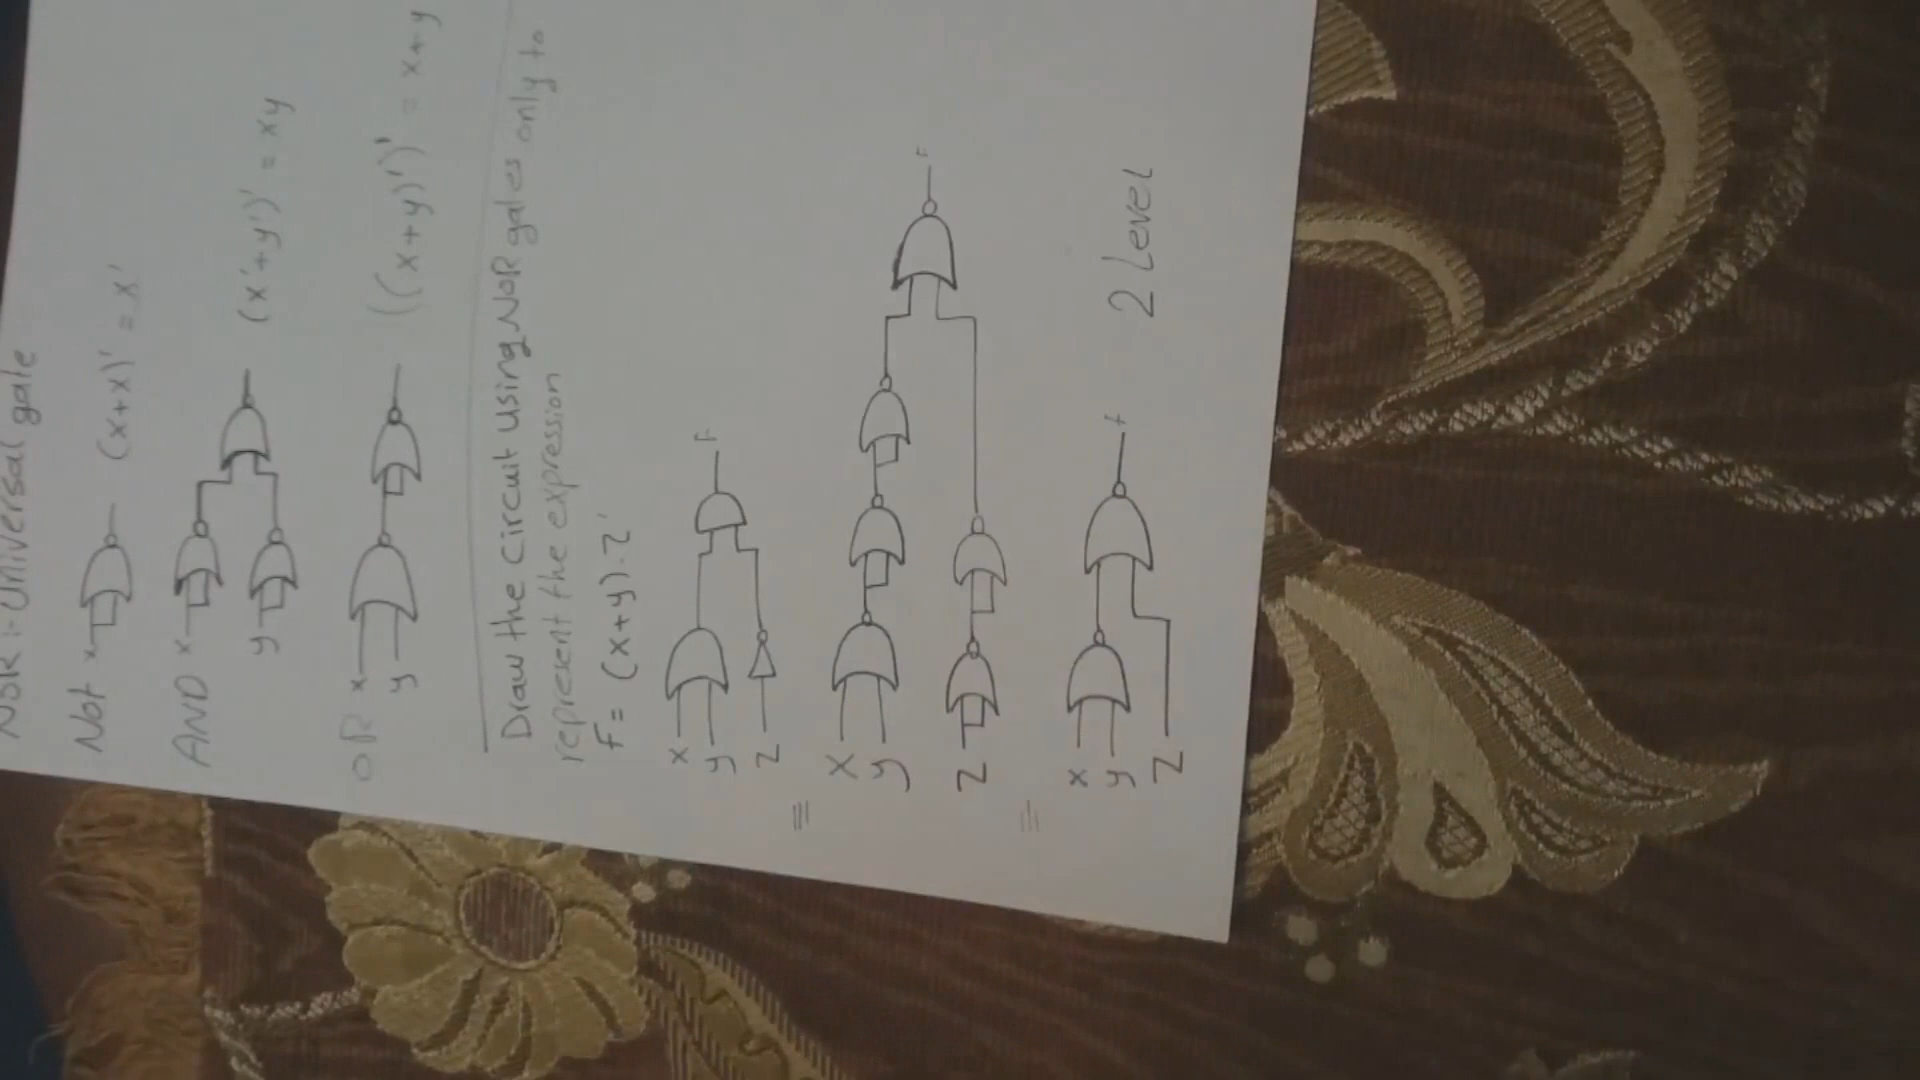 NOR :- Universal gate
Not x (x+x)' = x'
AND x y (x'+y')' = xy
OR x y ((x+y)')' = x+y
Draw the Circuit using NOR gates only to
represent the expression
F = (x+y).z'
x
y
z
F
=
x
y
z
F
=
x
y
z
F
2 Level